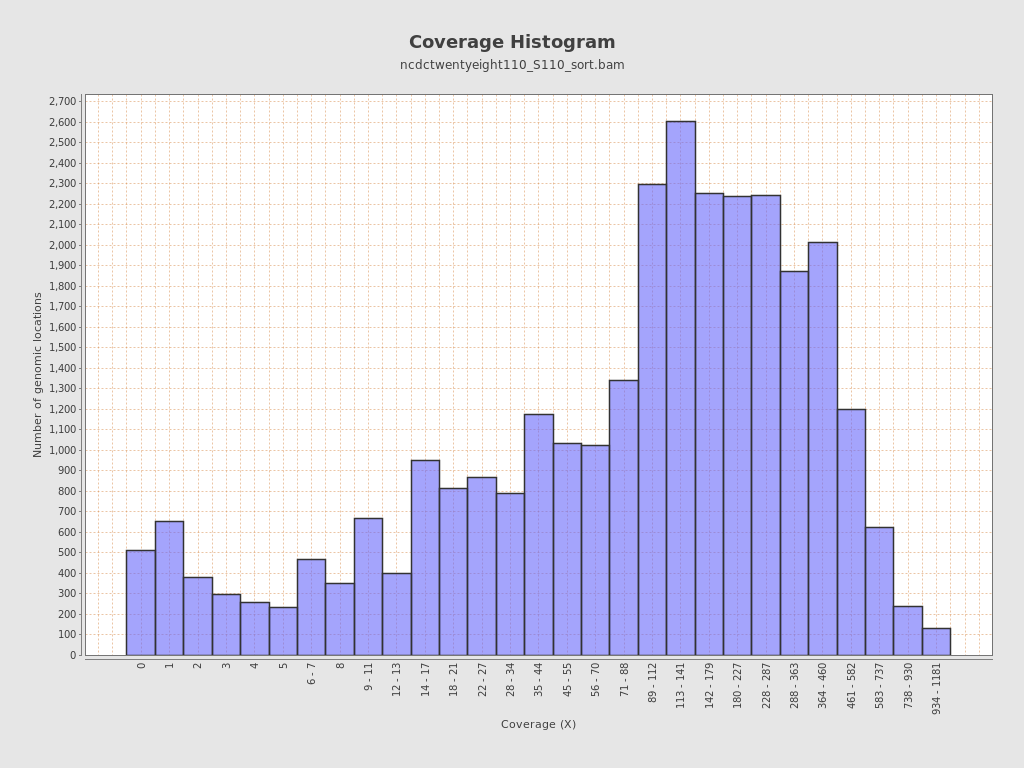 Coverage Histogram
ncdctwentyeight110_S110_sort.bam
Number of genomic locations
2,700
2,600
2,500
2,400
2,300
2,200
2,100
2,000
1,900
1,800
1,700
1,600
1,500
1,400
1,300
1,200
1,100
1,000
900
800
700
600
500
400
300
200
100
0
0
1
2
3
4
5
6 - 7
8
9 - 11
12 - 13
14 - 17
18 - 21
22 - 27
28 - 34
35 - 44
45 - 55
56 - 70
71 - 88
89 - 112
113 - 141
142 - 179
180 - 227
228 - 287
288 - 363
364 - 460
461 - 582
583 - 737
738 - 930
934 - 1181
Coverage (X)